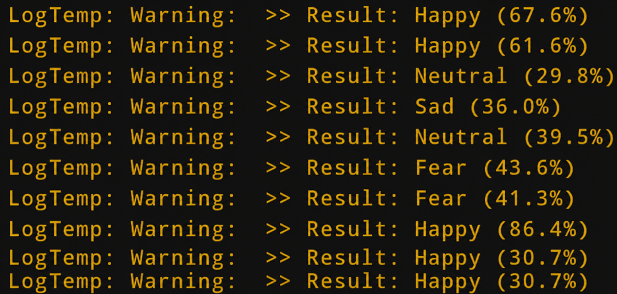 LogTemp: Warning:  >> Result: Happy (67.6%)
LogTemp: Warning:  >> Result: Happy (61.6%)
LogTemp: Warning:  >> Result: Neutral (29.8%)
LogTemp: Warning:  >> Result: Sad (36.0%)
LogTemp: Warning:  >> Result: Neutral (39.5%)
LogTemp: Warning:  >> Result: Fear (43.6%)
LogTemp: Warning:  >> Result: Fear (41.3%)
LogTemp: Warning:  >> Result: Happy (86.4%)
LogTemp: Warning:  >> Result: Happy (30.7%)
LogTemp: Warning:  >> Result: Happy (30.7%)